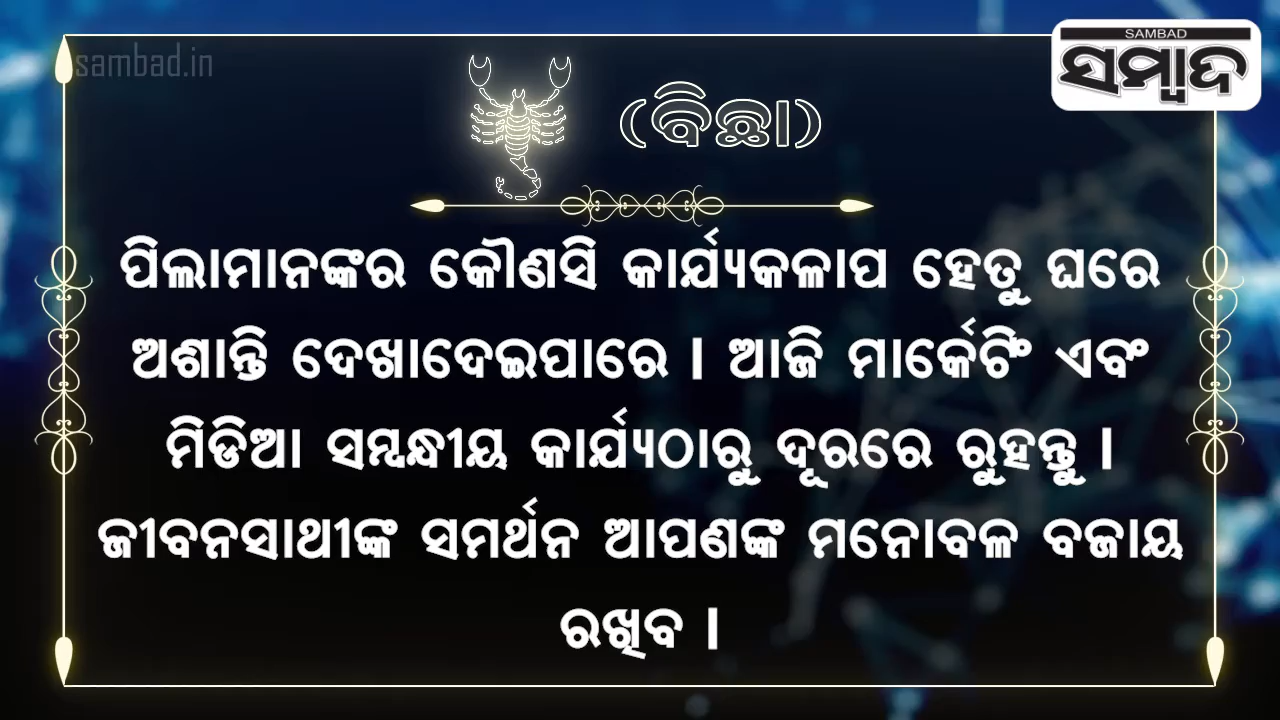 sambad.in
SAMBAD
ସମ୍ବାଦ
(ବିଛା)
ପିଲାମାନଙ୍କର କୌଣସି କାର୍ଯ୍ୟକଳାପ ହେତୁ ଘରେ
ଅଶାନ୍ତି ଦେଖାଦେଇପାରେ । ଆଜି ମାର୍କେଟିଂ ଏବଂ
ମିଡିଆ ସମ୍ବନ୍ଧୀୟ କାର୍ଯ୍ୟଠାରୁ ଦୂରରେ ରୁହନ୍ତୁ ।
ଜୀବନସାଥୀଙ୍କ ସମର୍ଥନ ଆପଣଙ୍କ ମନୋବଳ ବଜାୟ
ରଖିବ ।